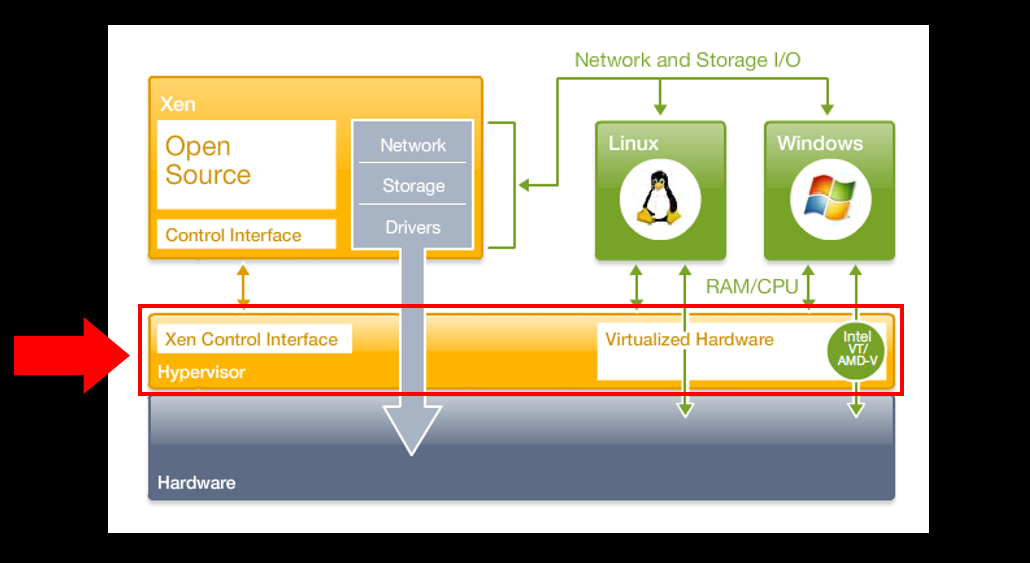 Network and Storage I/O
Xen
Open
Source
Control Interface
Network
Storage
Drivers
Linux
Windows
RAM/CPU
Xen Control Interface
Hypervisor
Virtualized Hardware
Intel
VT/
AMD-V
Hardware